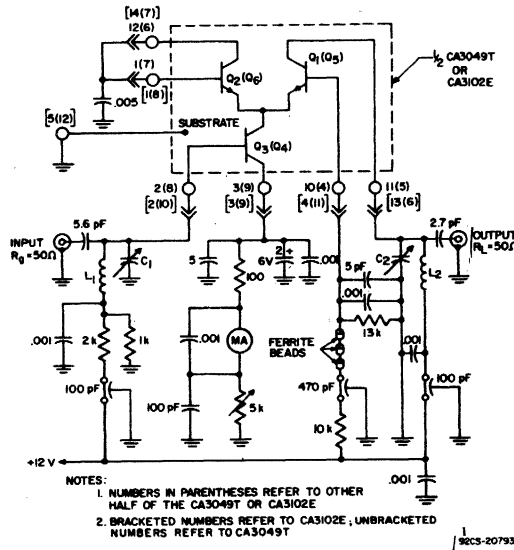 [14(7)]
12(6)
1(7)
[1(8)]
.005
Q2(Q6)
Q1(Q5)
1/2 CA3049T
OR
CA3102E
[5(12)]
SUBSTRATE
Q3(Q4)
2(8)
[2(10)]
3(9)
[3(9)]
10(4)
[4(11)]
11(5)
[13(6)]
5.6 pF
INPUT
Rg=50Ω
L1
C1
5
2
+
6V
.001
100
5 pF
.001
C2
2.7 pF
OUTPUT
RL=50Ω
L2
.001
2k
1k
.001
MA
FERRITE
BEADS
13k
.001
100 pF
100 pF
5k
470 pF
100 pF
10k
+12 V
.001
NOTES:
1. NUMBERS IN PARENTHESES REFER TO OTHER
HALF OF THE CA3049T OR CA3102E
2. BRACKETED NUMBERS REFER TO CA3102E; UNBRACKETED
NUMBERS REFER TO CA3049T
92CS-20793